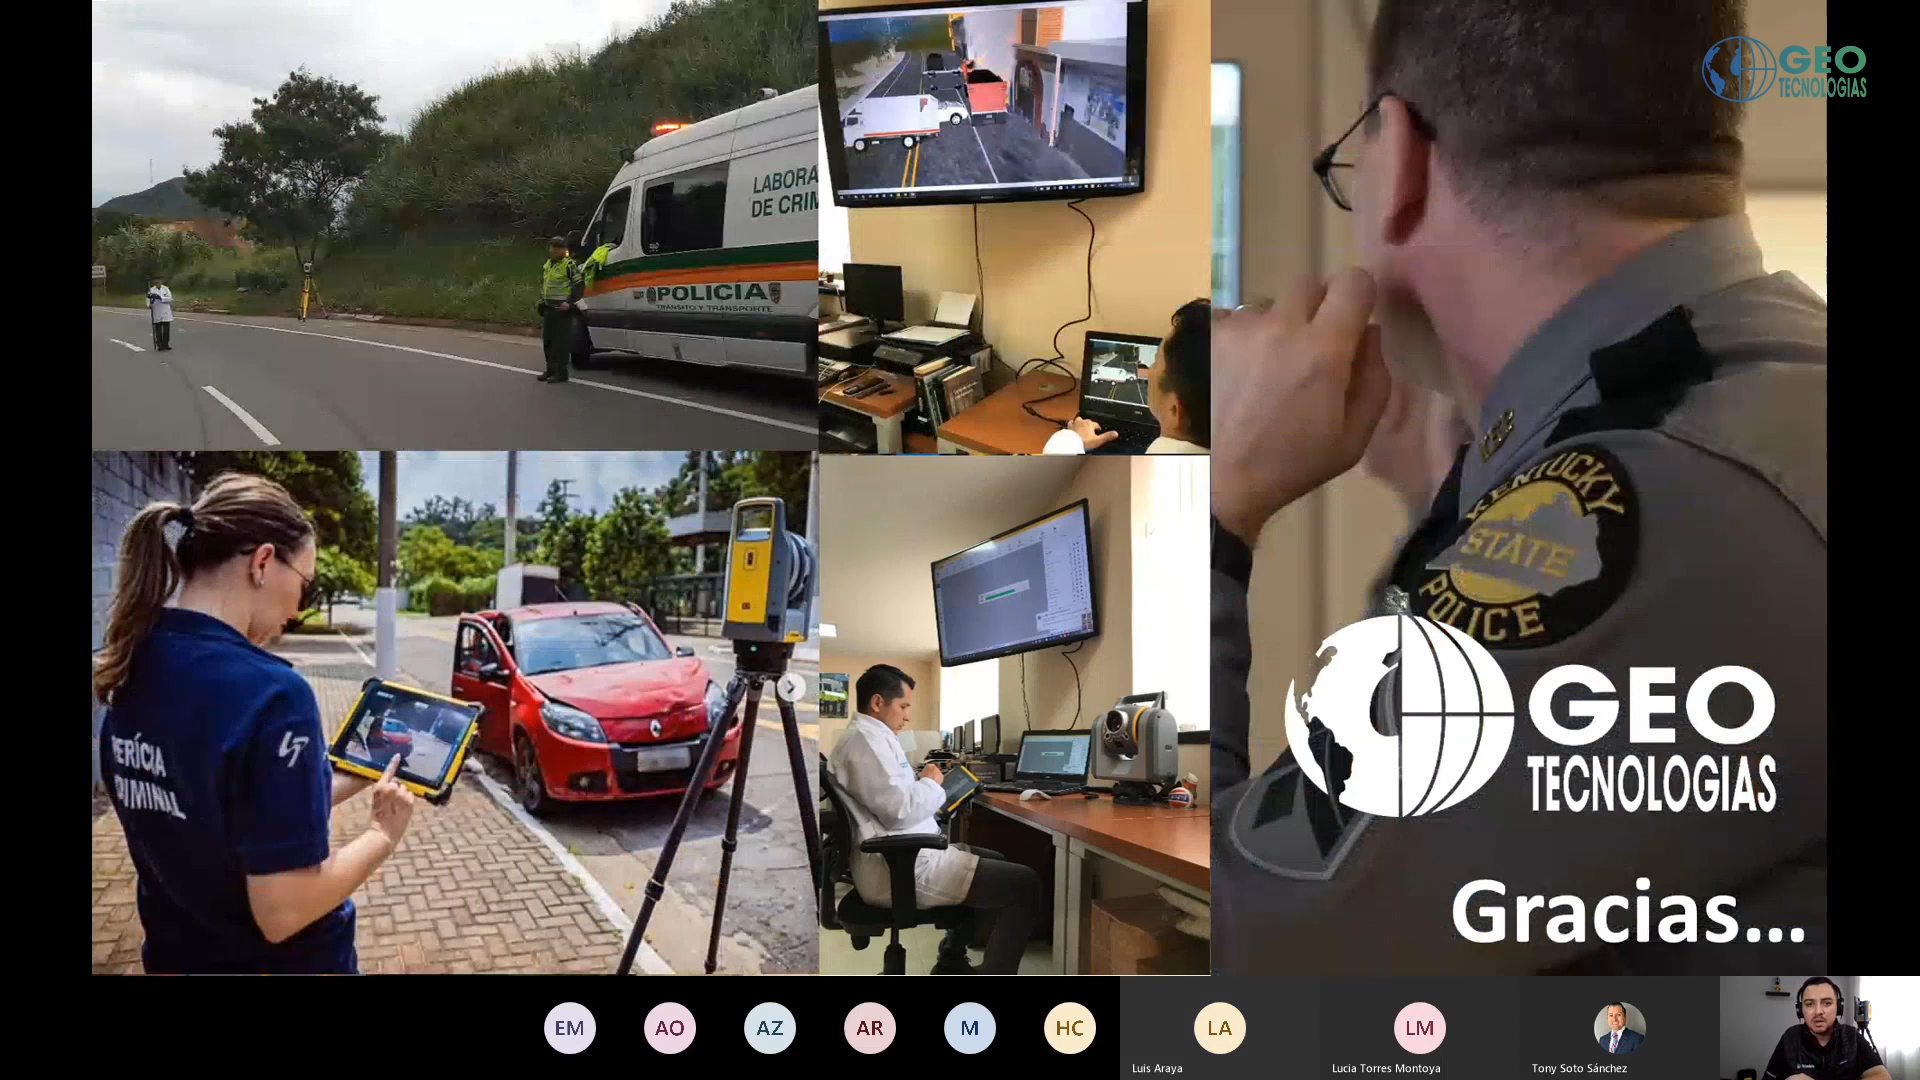 LABORA
DE CRIM
POLICIA
TRANSITO Y TRANSPORTE
GEO
TECNOLOGIAS
KENTUCKY
STATE
POLICE
PERÍCIA
CRIMINAL
GEO
TECNOLOGIAS
Gracias...
EM
AO
AZ
AR
M
HC
LA
LM
Luis Araya
Lucia Torres Montoya
Tony Soto Sánchez